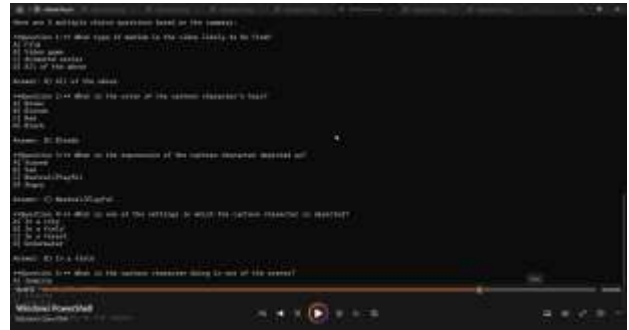 Here are 5 multiple choice questions based on the summary:
**Question 1:** What type of medium is the video likely to be from?
A) Film
B) Video game
C) Animated series
D) All of the above
Answer: D) All of the above
**Question 2:** What is the color of the cartoon character's hair?
A) Brown
B) Blonde
C) Red
D) Black
Answer: B) Blonde
**Question 3:** What is the expression of the cartoon character depicted as?
B) Sad
C) Neutral/Playful
D) Angry
Answer: C) Neutral/Playful
**Question 4:** What is one of the settings in which the cartoon character is depicted?
A) In a city
B) In a field
C) In a forest
D) Underwater
Answer: B) In a field
**Question 5:** What is the cartoon character doing in one of the scenes?
Windows PowerShell